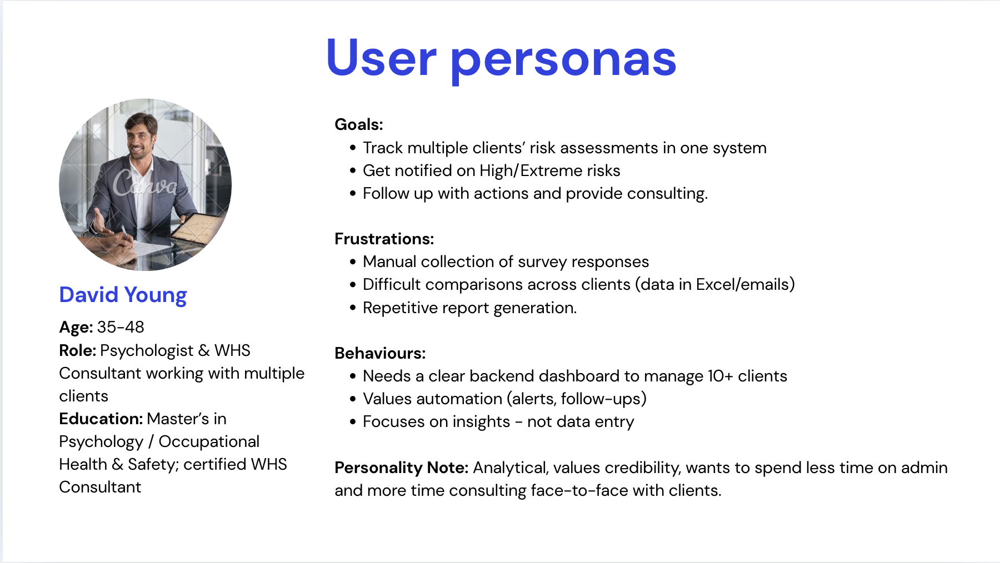 User personas
Canva
David Young
Age: 35-48
Role: Psychologist & WHS
Consultant working with multiple
clients
Education: Master’s in
Psychology / Occupational
Health & Safety; certified WHS
Consultant
Goals:
• Track multiple clients’ risk assessments in one system
• Get notified on High/Extreme risks
• Follow up with actions and provide consulting.
Frustrations:
• Manual collection of survey responses
• Difficult comparisons across clients (data in Excel/emails)
• Repetitive report generation.
Behaviours:
• Needs a clear backend dashboard to manage 10+ clients
• Values automation (alerts, follow-ups)
• Focuses on insights - not data entry
Personality Note: Analytical, values credibility, wants to spend less time on admin
and more time consulting face-to-face with clients.